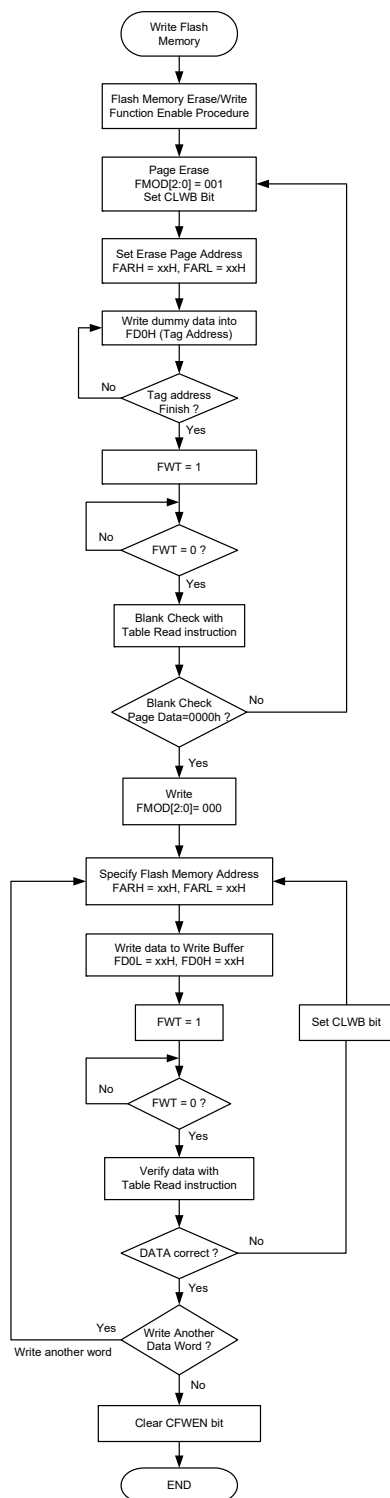 Write Flash
Memory
Flash Memory Erase/Write
Function Enable Procedure
Page Erase
FMOD[2:0] = 001
Set CLWB Bit
Set Erase Page Address
FARH = xxH, FARL = xxH
Write dummy data into
FD0H (Tag Address)
No
Tag address
Finish ?
Yes
FWT = 1
No
FWT = 0 ?
Yes
Blank Check with
Table Read instruction
Blank Check
Page Data=0000h ?
No
Yes
Write
FMOD[2:0]= 000
Specify Flash Memory Address
FARH = xxH, FARL = xxH
Write data to Write Buffer
FD0L = xxH, FD0H = xxH
FWT = 1
Set CLWB bit
No
FWT = 0 ?
Yes
Verify data with
Table Read instruction
DATA correct ?
No
Yes
Yes
Write another word
Write Another
Data Word ?
No
Clear CFWEN bit
END